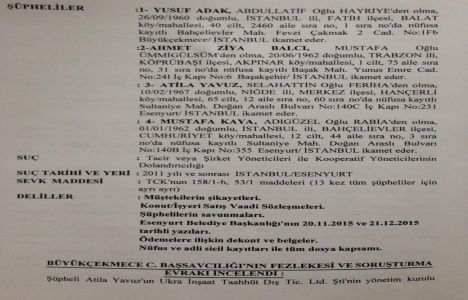 ŞÜPHELİLER :1- YUSUF ADAK, ABDULLATİF Oğlu HAYRİYE'den olma,
26/09/1960 doğumlu, İSTANBUL ili, FATİH ilçesi, BALAT
köy/mahallesi, 40 cilt, 2460 aile sıra no, 1 sıra no'da nüfusa
kayıtlı Bahçelievler Mah. Fevzi Çakmak 2 Cad. No:1Fb
Büyükçekmece/ İSTANBUL ikamet eder.
:2-AHMET ZİYA BALCI, MUSTAFA Oğlu
ÜMMİGÜLSÜM'den olma, 20/06/1962 doğumlu, TRABZON ili,
KÖPRÜBAŞI ilçesi, AKPINAR köy/mahallesi, 1 cilt, 75 aile sıra
no, 31 sıra no'da nüfusa kayıtlı Başak Mah. Yunus Emre Cad.
No:24I İç Kapı No:6 Başakşehir/ İSTANBUL ikamet eder.
: 3- ATİLA YAVUZ, SELAHATTİN Oğlu FERİHA'den olma,
10/02/1967 doğumlu, NİĞDE ili, MERKEZ ilçesi, HANÇERLİ
köy/mahallesi, 65 cilt, 12 aile sıra no, 60 sıra no'da nüfusa kayıtlı
Sultaniye Mah. Doğan Araslı Bulvarı No:140C İç Kapı No:231
Esenyurt/ İSTANBUL ikamet eder.
: 4- MUSTAFA KAYA, ADIGÜZEL Oğlu RABİA'den olma,
01/01/1962 doğumlu, İSTANBUL ili, BAHÇELİEVLER ilçesi,
CUMHURİYET köy/mahallesi, 12 cilt, 44 aile sıra no, 3 sıra
no'da nüfusa kayıtlı Sultaniye Mah. Doğan Araslı Bulvarı
No:140B İç Kapı No:355 Esenyurt/ İSTANBUL ikamet eder.
SUÇ : Tacir veya Şirket Yöneticileri ile Kooperatif Yöneticilerinin
Dolandırıcılığı
SUÇ TARİHİ VE YERİ : 2011 yılı ve sonrası İSTANBUL/ESENYURT
SEVK MADDESİ : TCK'nun 158/1-h, 53/1 maddeleri (13 kez tüm şüpheliler için
ayrı ayrı)
DELİLLER : Müştekilerin şikayetleri.
Konut/İşyeri Satış Vaadi Sözleşmeleri.
Şüphelilerin savunmaları.
Esenyurt Belediye Başkanlığı'nın 20.11.2015 ve 21.12.2015
tarihli yazıları.
Ödemelere ilişkin dekont ve belgeler.
Nüfus ve adli sicil kayıtları ile tüm dosya kapsamı.
BÜYÜKÇEKMECE C. BAŞSAVCILIĞI'NIN FEZLEKESİ VE SORUŞTURMA
EVRAKI İNCELENDİ :
Şüpheli Atila Yavuz'un Ukra İnşaat Taahhüt Dış Tic. Ltd. Şti'nin yönetim kurulu